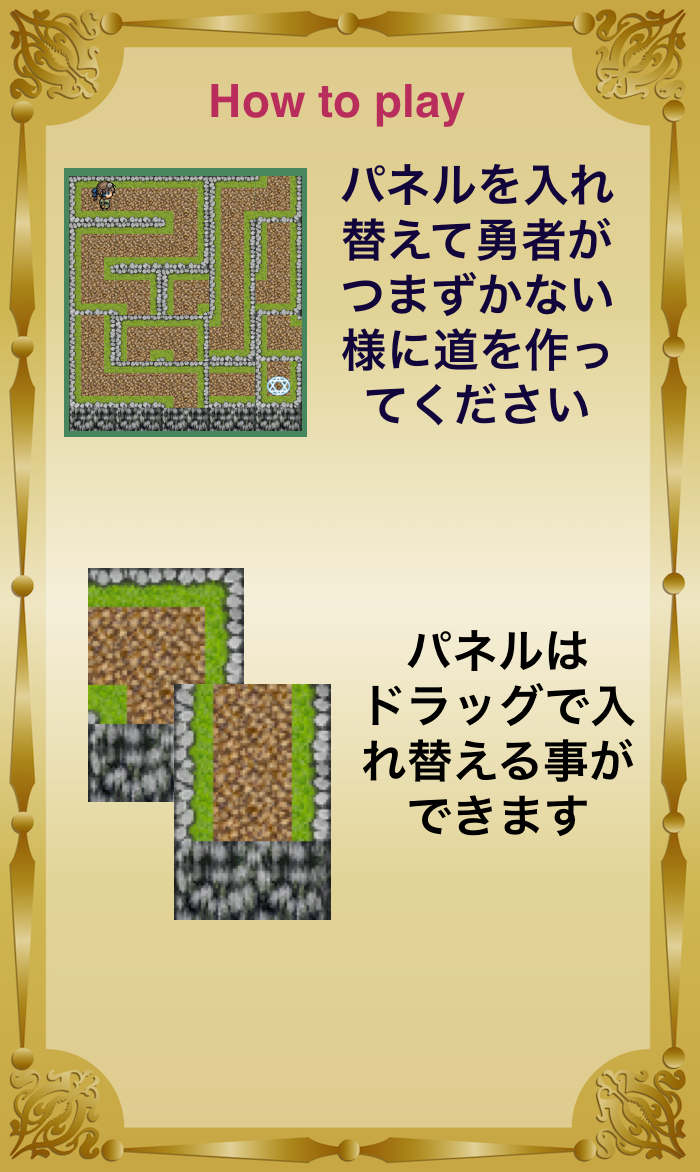 How to play
パネルを入れ
替えて勇者が
つまずかない
様に道を作っ
てください
パネルは
ドラッグで入
れ替える事が
できます